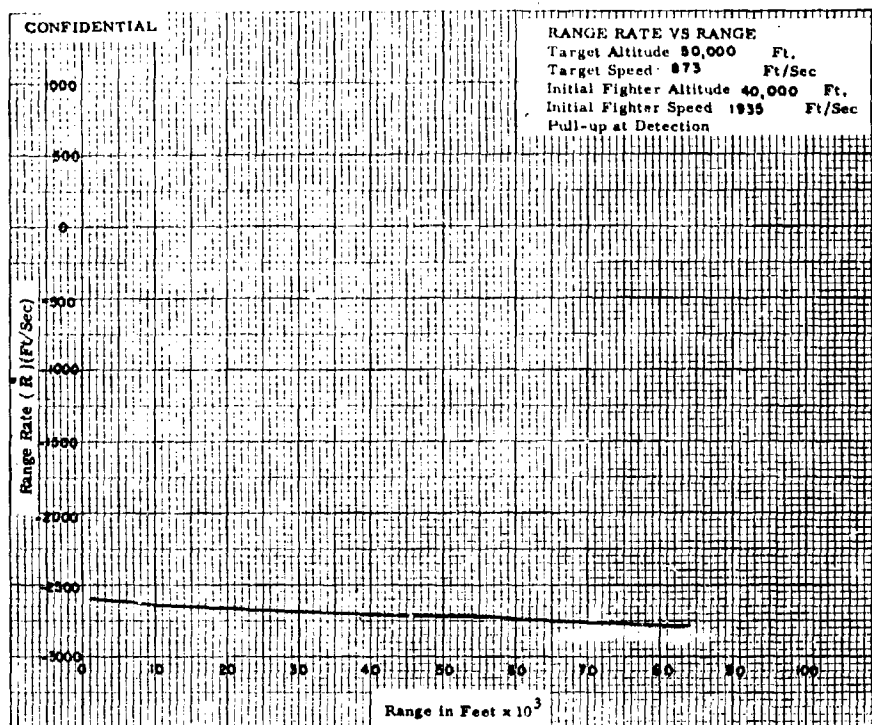 CONFIDENTIAL
RANGE RATE VS RANGE
Target Altitude 50,000 Ft.
Target Speed 873 Ft/Sec
Initial Fighter Altitude 40,000 Ft.
Initial Fighter Speed 1935 Ft/Sec
Pull-up at Detection
1000
500
0
-500
-1000
-1500
-2000
-2500
-3000
Range Rate (Ṙ)(Ft/Sec)
0 10 20 30 40 50 60 70 80 90 100
Range in Feet x 10³